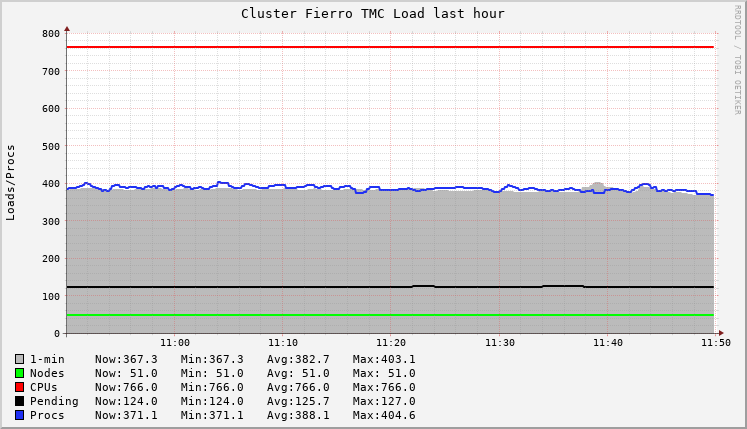 Cluster Fierro TMC Load last hour
RRDTOOL / TOBI OETIKER
Loads/Procs
800
700
600
500
400
300
200
100
0
11:00 11:10 11:20 11:30 11:40 11:50
1-min Now:367.3 Min:367.3 Avg:382.7 Max:403.1
Nodes Now: 51.0 Min: 51.0 Avg: 51.0 Max: 51.0
CPUs Now:766.0 Min:766.0 Avg:766.0 Max:766.0
Pending Now:124.0 Min:124.0 Avg:125.7 Max:127.0
Procs Now:371.1 Min:371.1 Avg:388.1 Max:404.6